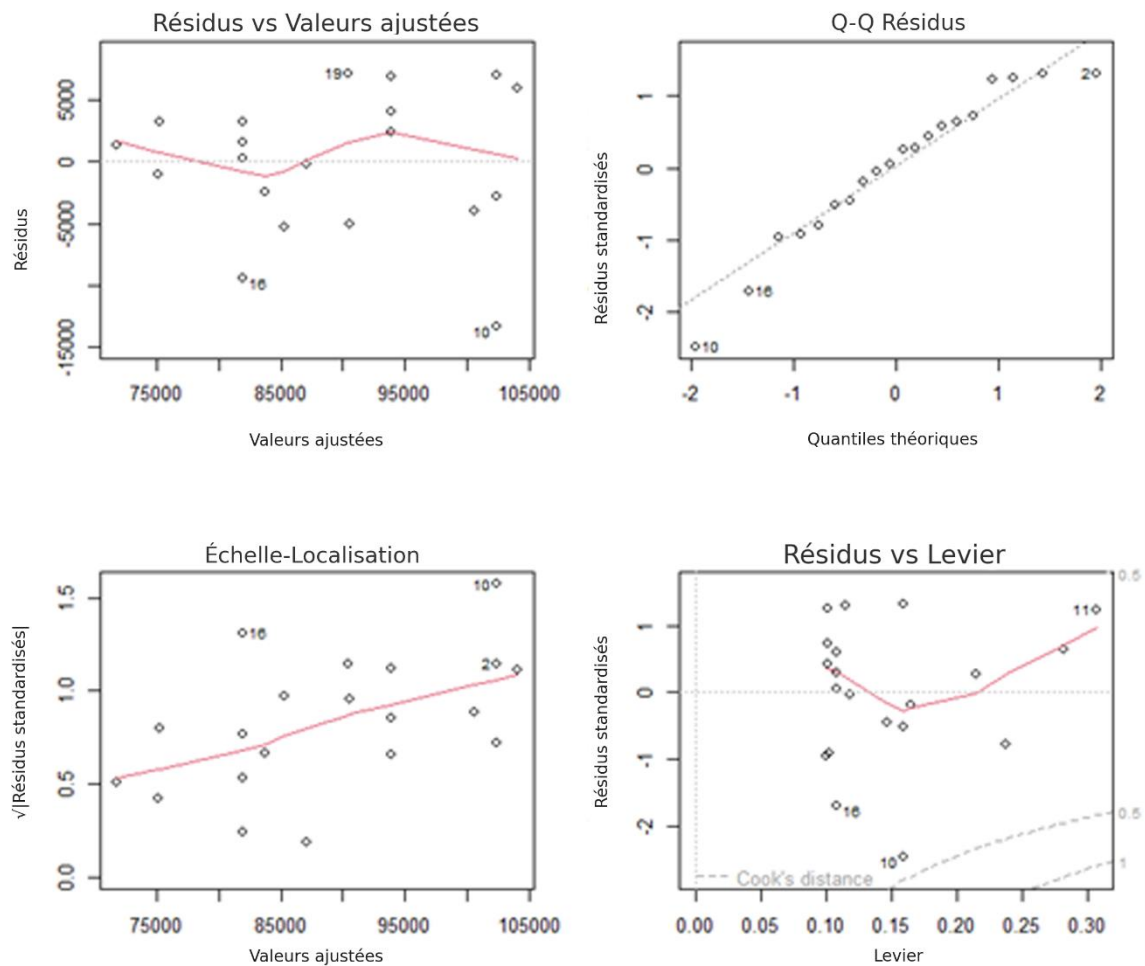 Résidus vs Valeurs ajustées
5000
0
-5000
-15000
Résidus
19
16
10
75000 85000 95000 105000
Valeurs ajustées
Q-Q Résidus
1
0
-1
-2
Résidus standardisés
2
16
10
-2 -1 0 1 2
Quantiles théoriques
Échelle-Localisation
1.5
1.0
0.5
0.0
√|Résidus standardisés|
10
16
2
75000 85000 95000 105000
Valeurs ajustées
Résidus vs Levier
1
0
-1
-2
Résidus standardisés
0.5
11
16
10
0.5
1
Cook's distance
0.00 0.05 0.10 0.15 0.20 0.25 0.30
Levier